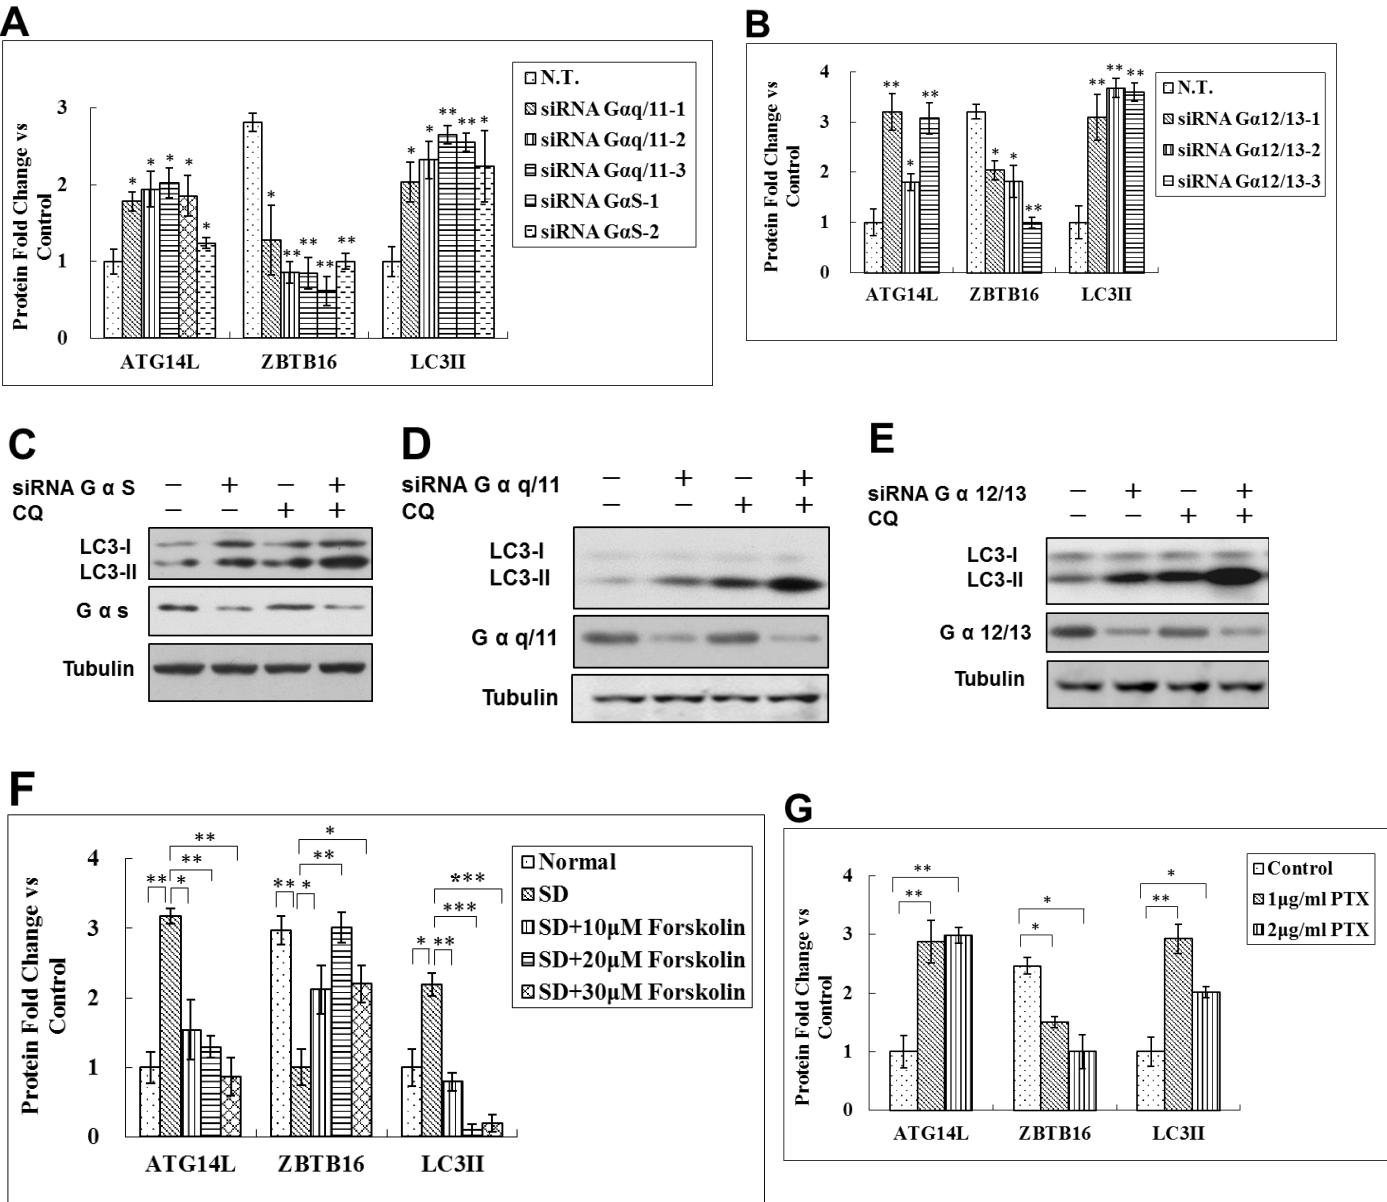 A
Protein Fold Change vs
Control
3
2
1
0
* * * * *
* ** ** ** **
* * ** ** *
ATG14L ZBTB16 LC3II
N.T.
siRNA Gαq/11-1
siRNA Gαq/11-2
siRNA Gαq/11-3
siRNA GαS-1
siRNA GαS-2
B
Protein Fold Change vs
Control
4
3
2
1
0
** * **
* * **
** ** **
ATG14L ZBTB16 LC3II
N.T.
siRNA Gα12/13-1
siRNA Gα12/13-2
siRNA Gα12/13-3
C
siRNA G α S − + − +
CQ − − + +
LC3-I
LC3-II
G α s
Tubulin
D
siRNA G α q/11 − + − +
CQ − − + +
LC3-I
LC3-II
G α q/11
Tubulin
E
siRNA G α 12/13 − + − +
CQ − − + +
LC3-I
LC3-II
G α 12/13
Tubulin
F
Protein Fold Change vs
Control
4
3
2
1
0
** * ** **
** * ** *
* ** *** ***
ATG14L ZBTB16 LC3II
Normal
SD
SD+10μM Forskolin
SD+20μM Forskolin
SD+30μM Forskolin
G
Protein Fold Change vs
Control
4
3
2
1
0
** **
* *
** *
ATG14L ZBTB16 LC3II
Control
1μg/ml PTX
2μg/ml PTX